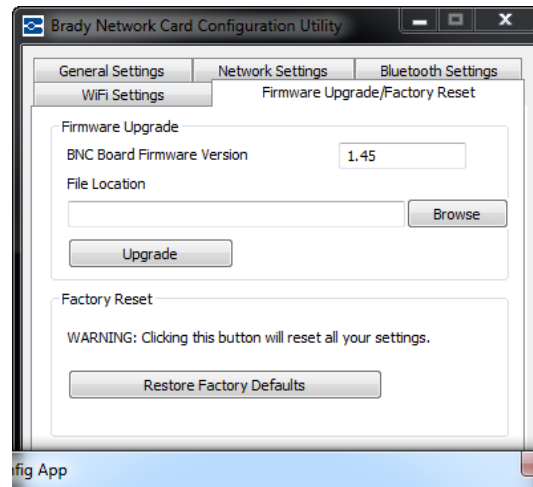 Brady Network Card Configuration Utility
General Settings
Network Settings
Bluetooth Settings
WiFi Settings
Firmware Upgrade/Factory Reset
Firmware Upgrade
BNC Board Firmware Version
1.45
File Location
Browse
Upgrade
Factory Reset
WARNING: Clicking this button will reset all your settings.
Restore Factory Defaults
nfig App